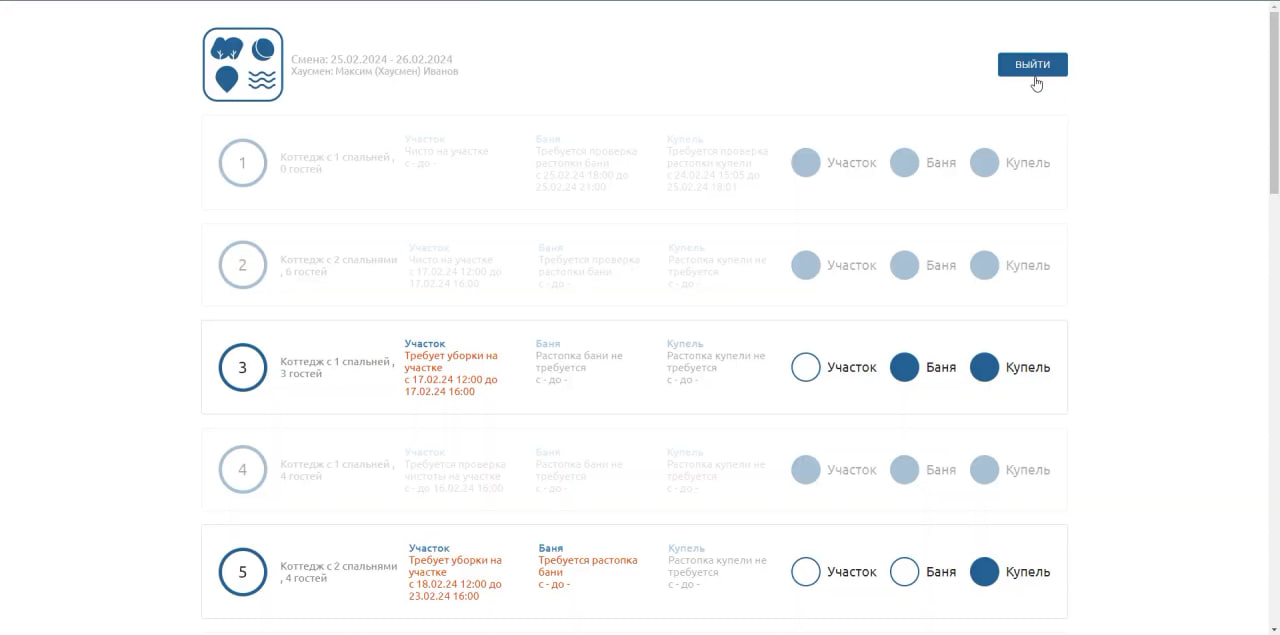 Смена: 25.02.2024 - 26.02.2024
Хаусмен: Максим (Хаусмен) Иванов
ВЫЙТИ
1
Коттедж с 1 спальней ,
0 гостей
Участок
Чисто на участке
с - до -
Баня
Требуется проверка
растопки бани
с 25.02.24 18:00 до
25.02.24 21:00
Купель
Требуется проверка
растопки купели
с 24.02.24 15:05 до
25.02.24 18:01
Участок
Баня
Купель
2
Коттедж с 2 спальнями
, 6 гостей
Участок
Чисто на участке
с 17.02.24 12:00 до
17.02.24 16:00
Баня
Требуется проверка
растопки бани
с - до -
Купель
Растопка купели не
требуется
с - до -
Участок
Баня
Купель
3
Коттедж с 1 спальней ,
3 гостей
Участок
Требует уборки на
участке
с 17.02.24 12:00 до
17.02.24 16:00
Баня
Растопка бани не
требуется
с - до -
Купель
Растопка купели не
требуется
с - до -
Участок
Баня
Купель
4
Коттедж с 1 спальней ,
4 гостей
Участок
Требуется проверка
чистоты на участке
с - до 16.02.24 16:00
Баня
Растопка бани не
требуется
с - до -
Купель
Растопка купели не
требуется
с - до -
Участок
Баня
Купель
5
Коттедж с 2 спальнями
, 4 гостей
Участок
Требует уборки на
участке
с 18.02.24 12:00 до
23.02.24 16:00
Баня
Требуется растопка
бани
с - до -
Купель
Растопка купели не
требуется
с - до -
Участок
Баня
Купель